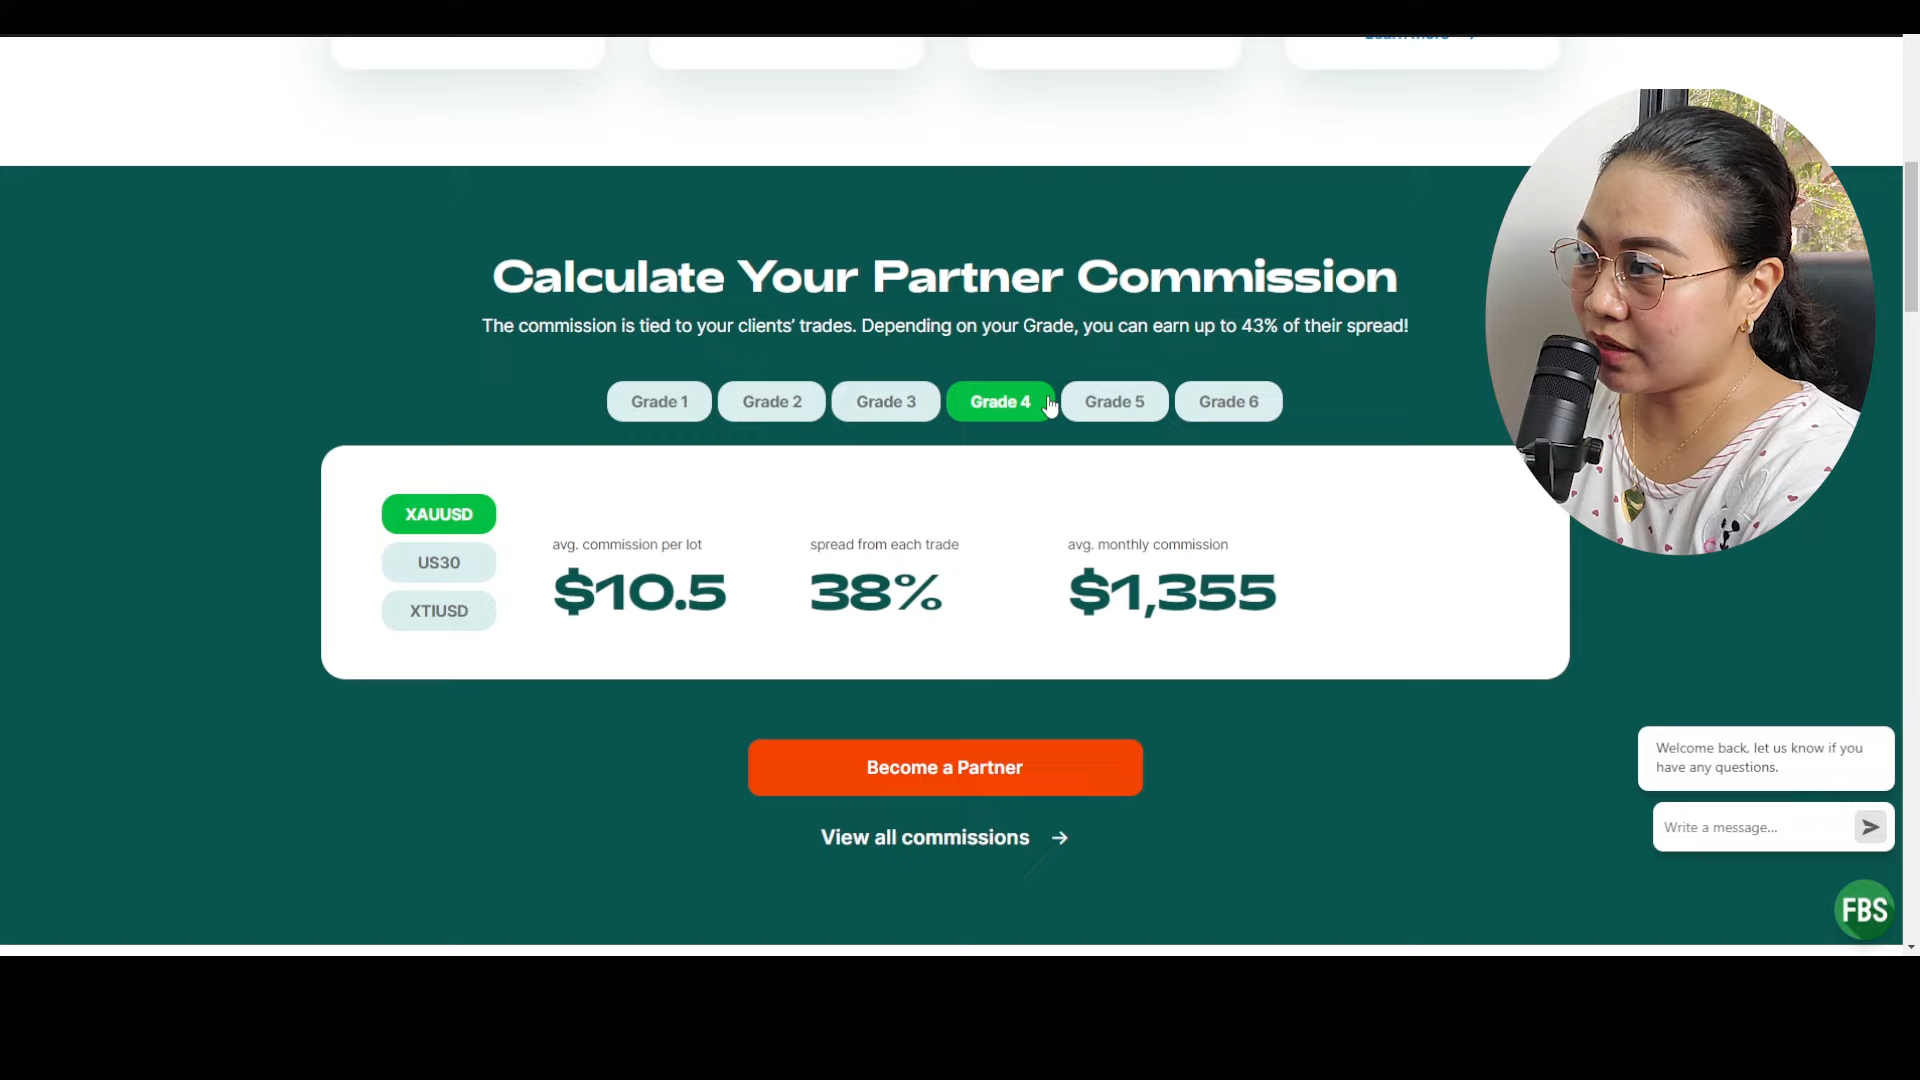 Learn more →
Calculate Your Partner Commission
The commission is tied to your clients' trades. Depending on your Grade, you can earn up to 43% of their spread!
Grade 1 Grade 2 Grade 3 Grade 4 Grade 5 Grade 6
XAUUSD
US30
XTIUSD
avg. commission per lot
$10.5
spread from each trade
38%
avg. monthly commission
$1,355
Become a Partner
View all commissions →
Welcome back, let us know if you
have any questions.
Write a message...
FBS